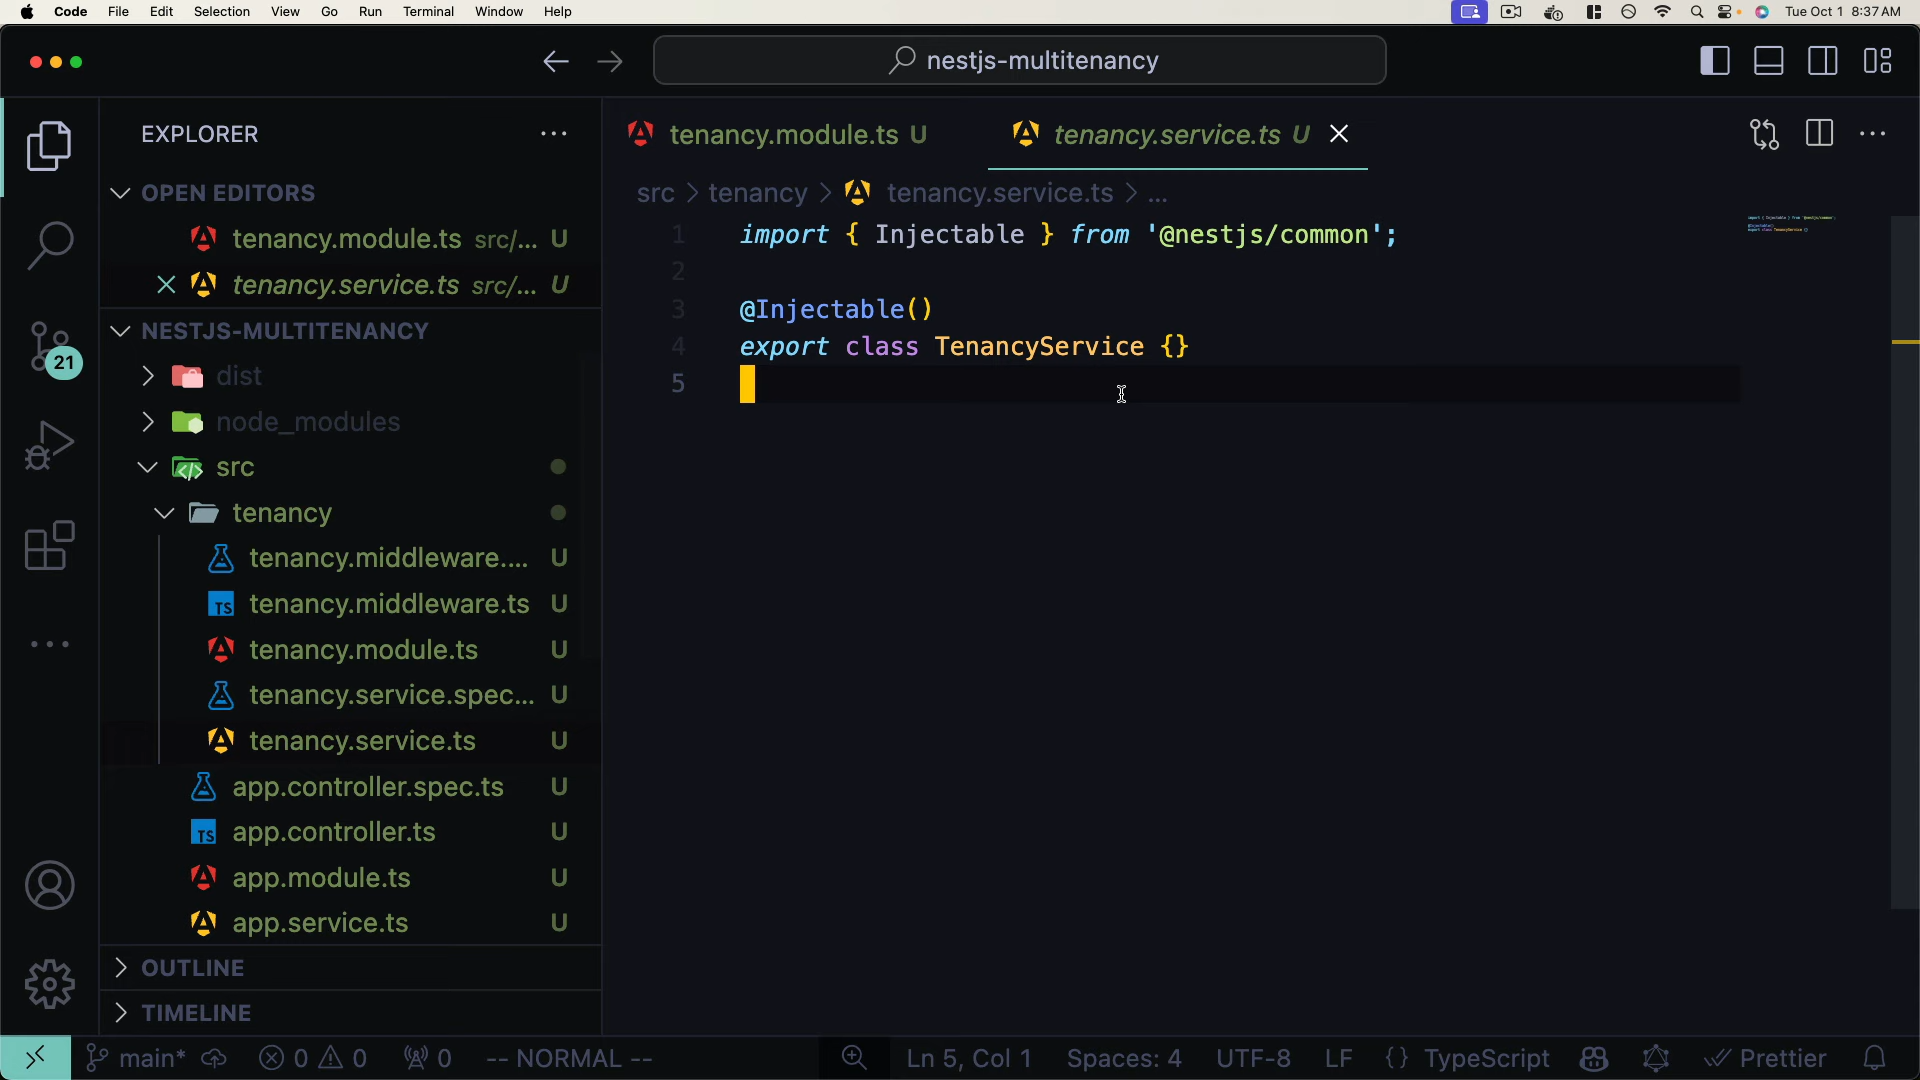 Code File Edit Selection View Go Run Terminal Window Help Tue Oct 1 8:37 AM
nestjs-multitenancy
EXPLORER
OPEN EDITORS
tenancy.module.ts src/... U
tenancy.service.ts src/... U
NESTJS-MULTITENANCY
dist
node_modules
src
tenancy
tenancy.middleware.... U
tenancy.middleware.ts U
tenancy.module.ts U
tenancy.service.spec... U
tenancy.service.ts U
app.controller.spec.ts U
app.controller.ts U
app.module.ts U
app.service.ts U
OUTLINE
TIMELINE
21
tenancy.module.ts U tenancy.service.ts U
src > tenancy > tenancy.service.ts > ...
1 import { Injectable } from '@nestjs/common';
2
3 @Injectable()
4 export class TenancyService {}
5
main* 0 0 0 -- NORMAL -- Ln 5, Col 1 Spaces: 4 UTF-8 LF {} TypeScript Prettier